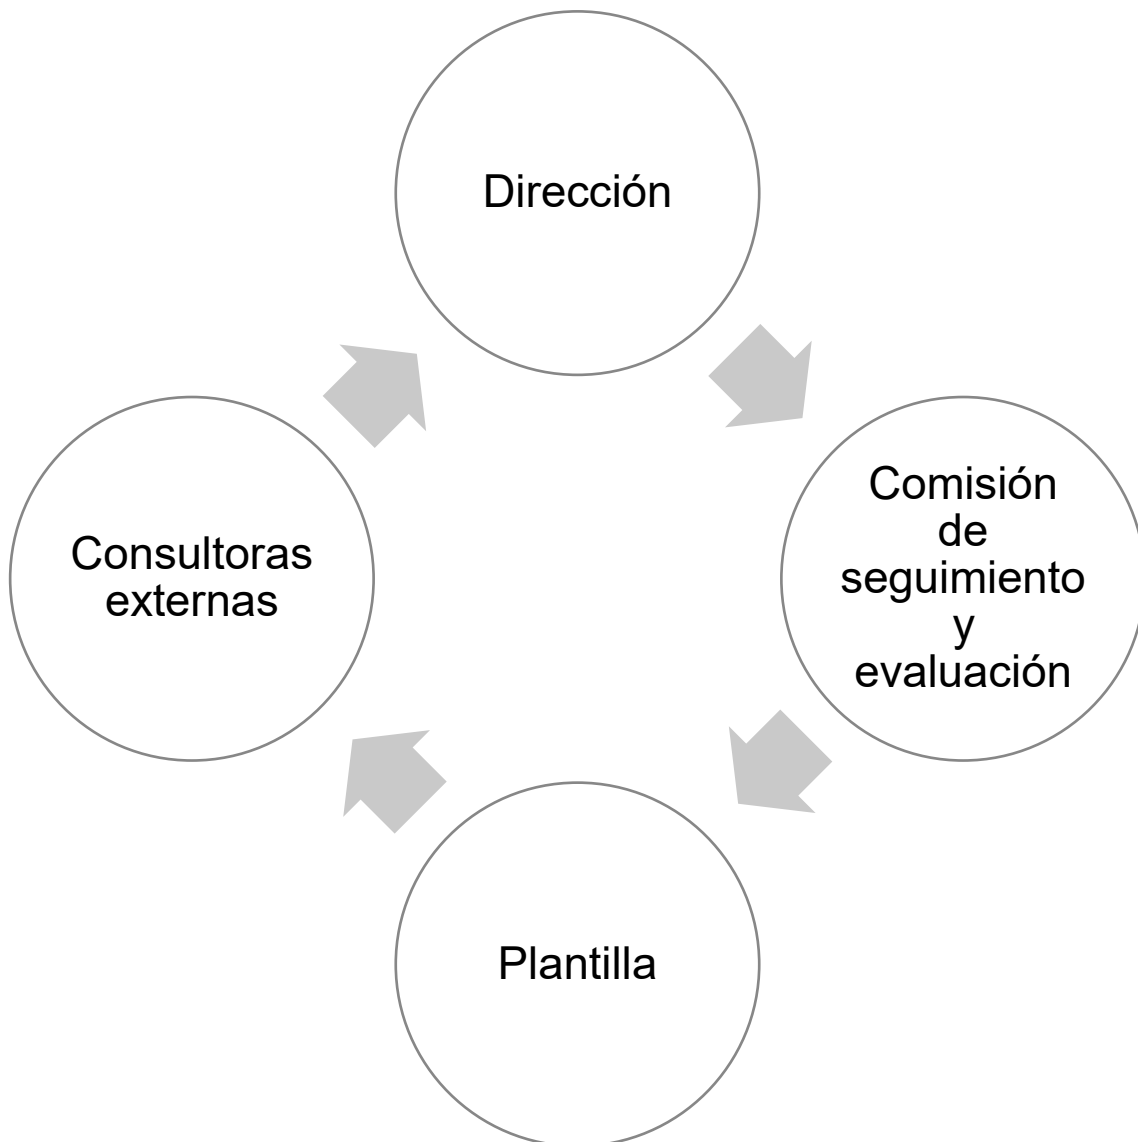 Dirección
Comisión
de
seguimiento
y
evaluación
Consultoras
externas
Plantilla